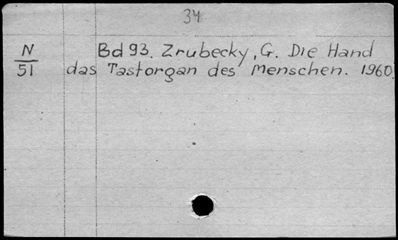 34
N Bd 93. Zrubecky, G. Die Hand
51 das Tastorgan des Menschen. 1960.